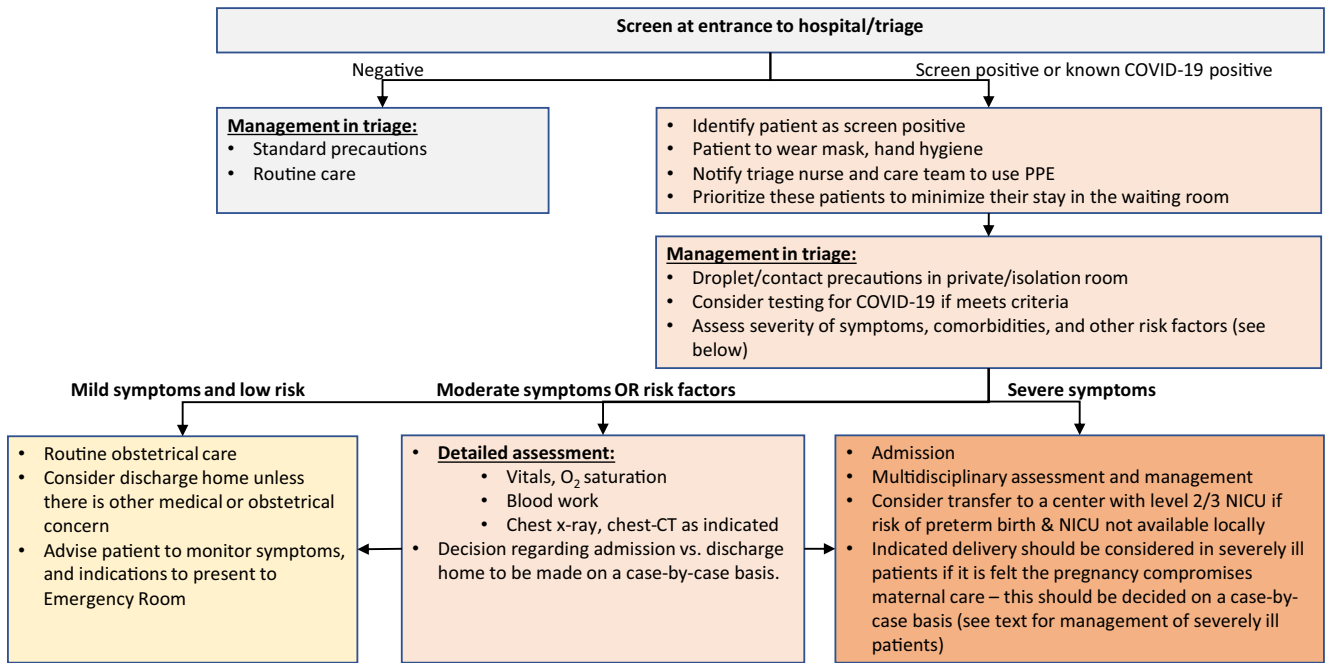 Screen at entrance to hospital/triage
Negative
Screen positive or known COVID-19 positive
Management in triage:
• Standard precautions
• Routine care
• Identify patient as screen positive
• Patient to wear mask, hand hygiene
• Notify triage nurse and care team to use PPE
• Prioritize these patients to minimize their stay in the waiting room
Management in triage:
• Droplet/contact precautions in private/isolation room
• Consider testing for COVID-19 if meets criteria
• Assess severity of symptoms, comorbidities, and other risk factors (see
below)
Mild symptoms and low risk
Moderate symptoms OR risk factors
Severe symptoms
• Routine obstetrical care
• Consider discharge home unless
there is other medical or obstetrical
concern
• Advise patient to monitor symptoms,
and indications to present to
Emergency Room
• Detailed assessment:
• Vitals, O₂ saturation
• Blood work
• Chest x-ray, chest-CT as indicated
• Decision regarding admission vs. discharge
home to be made on a case-by-case basis.
• Admission
• Multidisciplinary assessment and management
• Consider transfer to a center with level 2/3 NICU if
risk of preterm birth & NICU not available locally
• Indicated delivery should be considered in severely ill
patients if it is felt the pregnancy compromises
maternal care – this should be decided on a case-by-
case basis (see text for management of severely ill
patients)